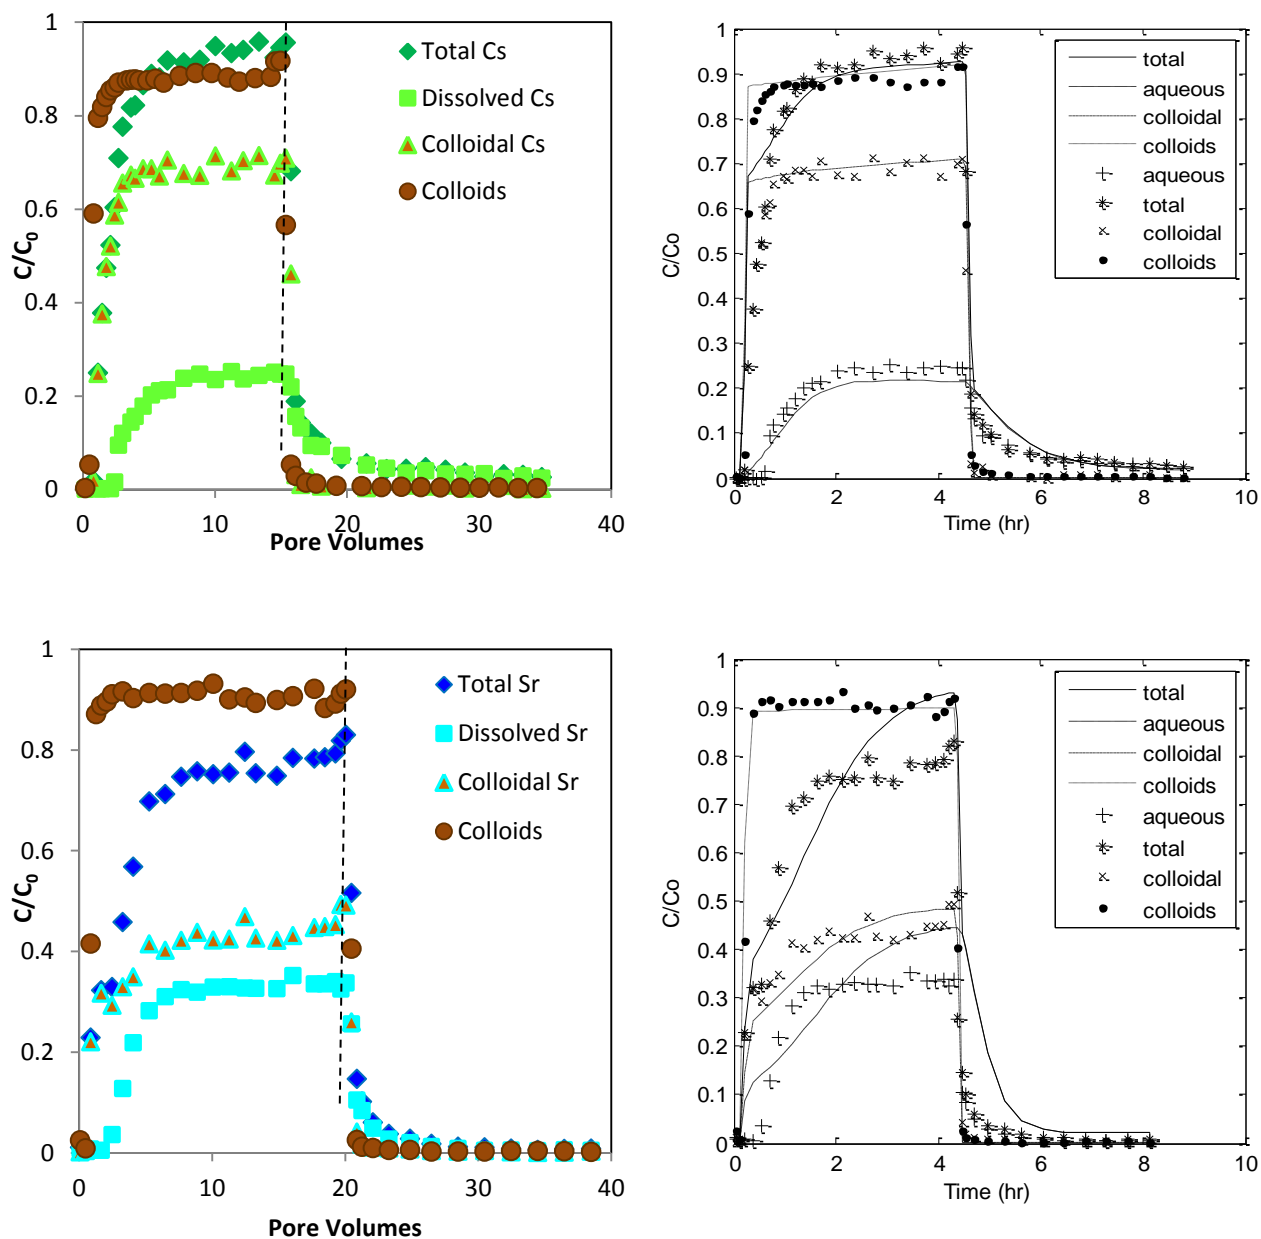 1
0.8
0.6
0.4
0.2
0
C/C0
0
10
20
30
40
Pore Volumes
Total Cs
Dissolved Cs
Colloidal Cs
Colloids
1
0.9
0.8
0.7
0.6
0.5
0.4
0.3
0.2
0.1
0
C/Co
0
2
4
6
8
10
Time (hr)
total
aqueous
colloidal
colloids
aqueous
total
colloidal
colloids
1
0.8
0.6
0.4
0.2
0
C/C0
0
10
20
30
40
Pore Volumes
Total Sr
Dissolved Sr
Colloidal Sr
Colloids
1
0.9
0.8
0.7
0.6
0.5
0.4
0.3
0.2
0.1
0
C/Co
0
2
4
6
8
10
Time (hr)
total
aqueous
colloidal
colloids
aqueous
total
colloidal
colloids